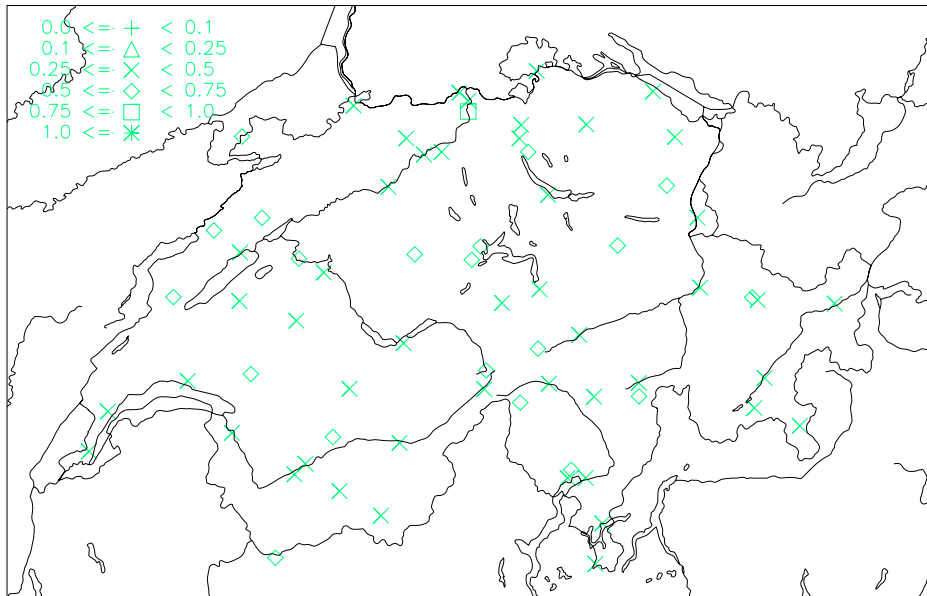 0.0 <= + < 0.1
0.1 <= △ < 0.25
0.25 <= × < 0.5
0.5 <= ◇ < 0.75
0.75 <= □ < 1.0
1.0 <= ✳